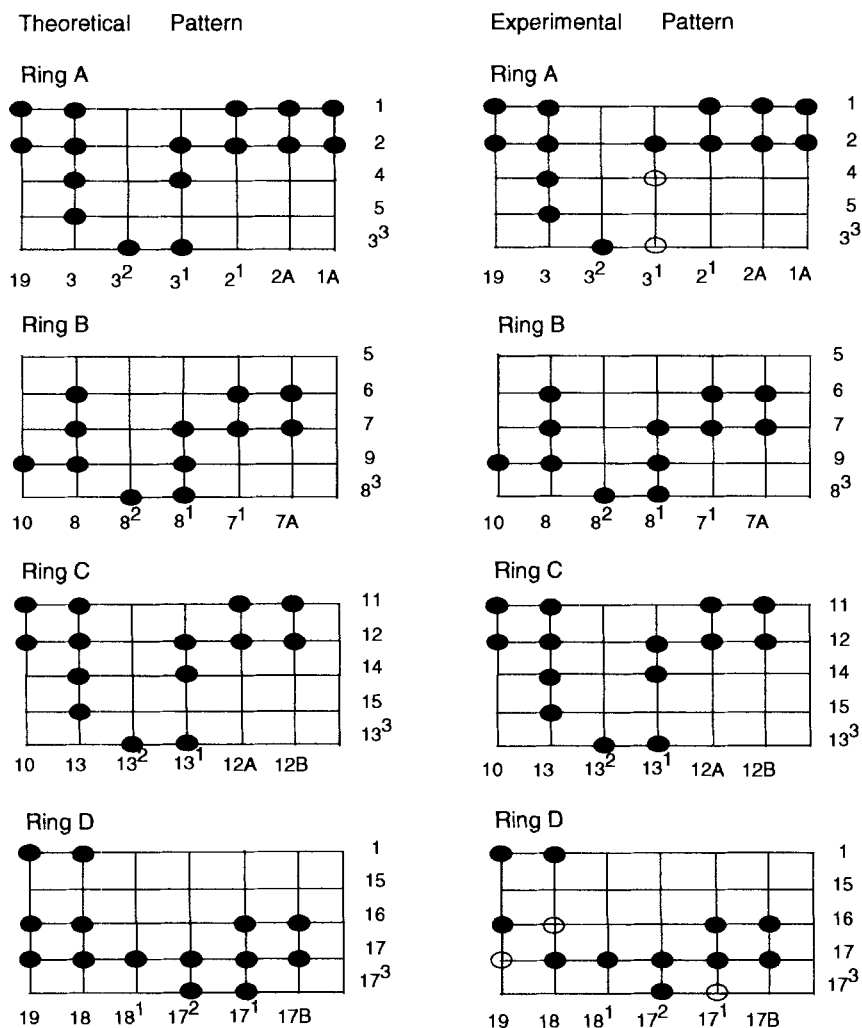 Theoretical Pattern
Experimental Pattern
Ring A
1
2
4
5
3³
19 3 3² 3¹ 2¹ 2A 1A
Ring A
1
2
4
5
3³
19 3 3² 3¹ 2¹ 2A 1A
Ring B
5
6
7
9
8³
10 8 8² 8¹ 7¹ 7A
Ring B
5
6
7
9
8³
10 8 8² 8¹ 7¹ 7A
Ring C
11
12
14
15
13³
10 13 13² 13¹ 12A 12B
Ring C
11
12
14
15
13³
10 13 13² 13¹ 12A 12B
Ring D
1
15
16
17
17³
19 18 18¹ 17² 17¹ 17B
Ring D
1
15
16
17
17³
19 18 18¹ 17² 17¹ 17B